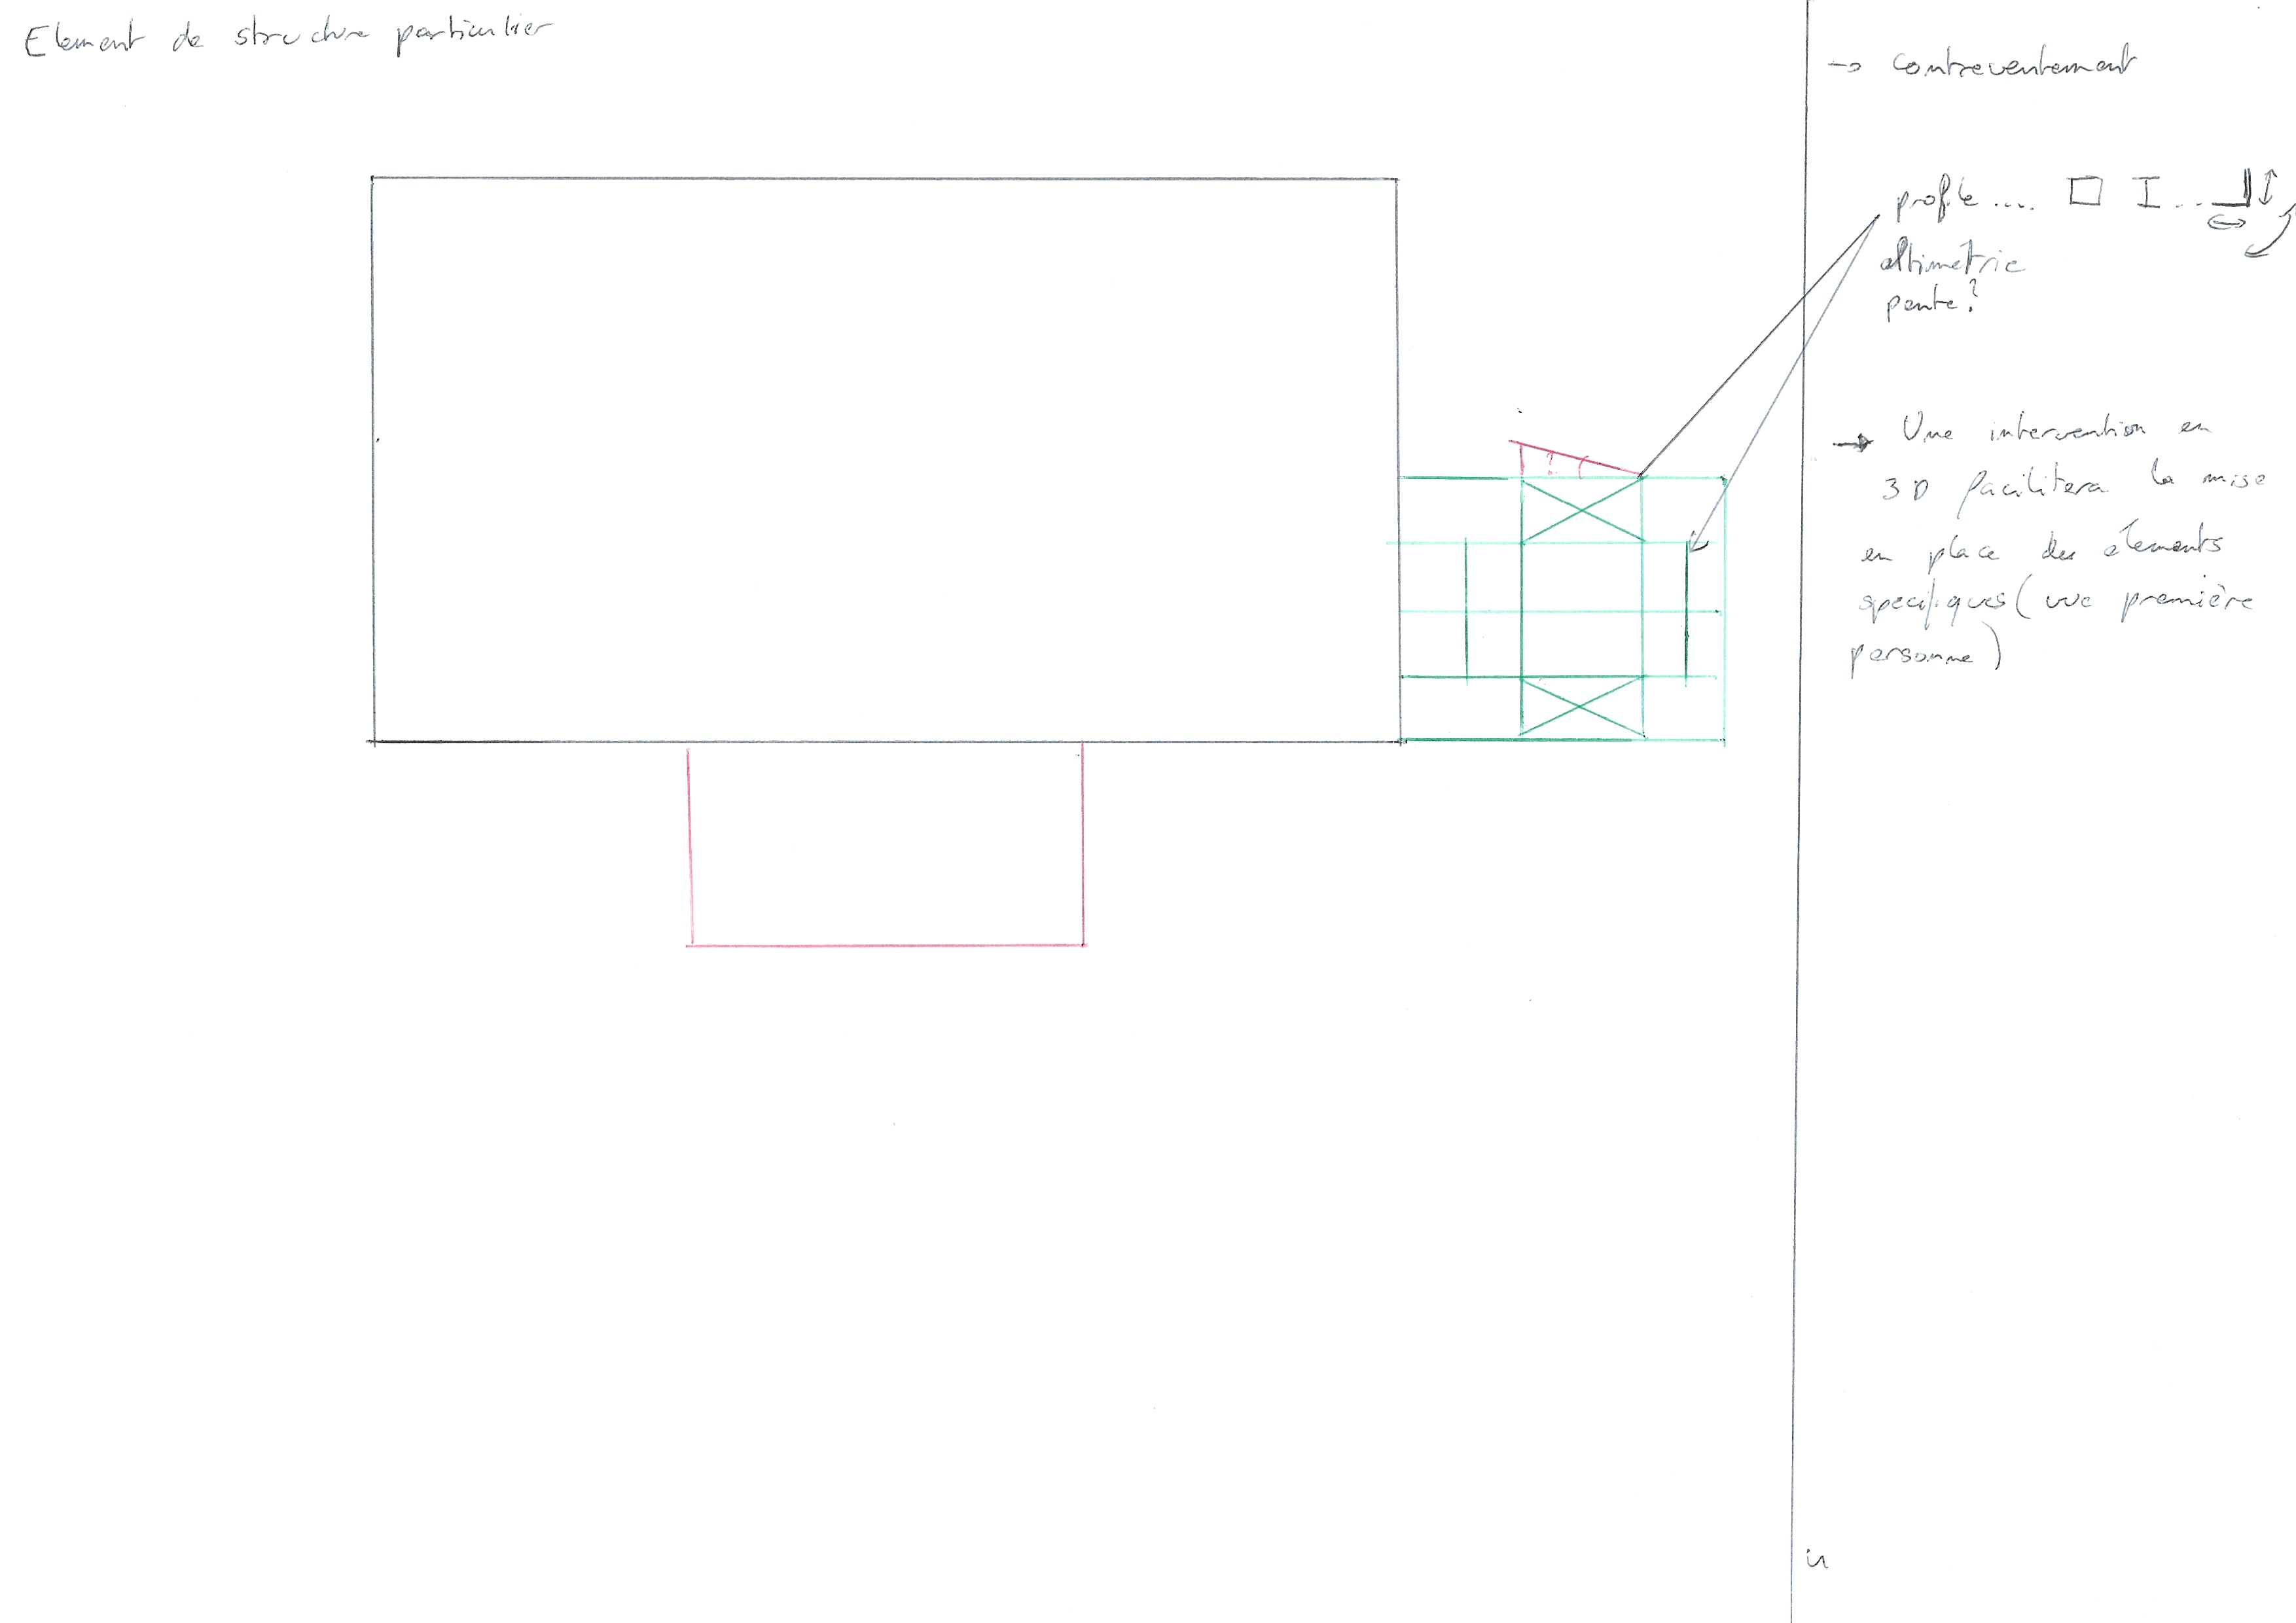 Element de structure particulier
-> contreventement
profile ....
altimetrie
pente?
?
-> Une intervention en
3D facilitera la mise
en place des elements
specifiques (vue première
personne)